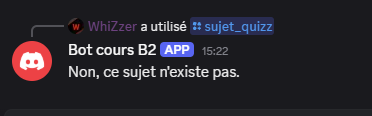 WhiZzer a utilisé sujet_quizz
Bot cours B2 APP 15:22
Non, ce sujet n'existe pas.